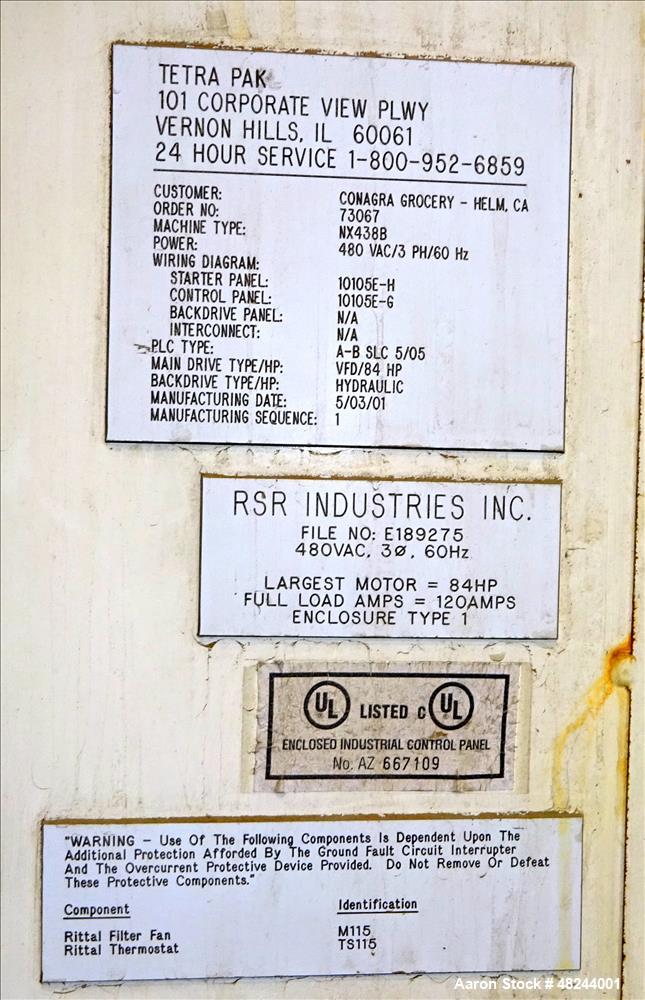 TETRA PAK
101 CORPORATE VIEW PLWY
VERNON HILLS, IL 60061
24 HOUR SERVICE 1-800-952-6859
CUSTOMER: CONAGRA GROCERY - HELM, CA
ORDER NO: 73067
MACHINE TYPE: NX438B
POWER: 480 VAC/3 PH/60 Hz
WIRING DIAGRAM:
STARTER PANEL: 10105E-H
CONTROL PANEL: 10105E-G
BACKDRIVE PANEL: N/A
INTERCONNECT: N/A
PLC TYPE: A-B SLC 5/05
MAIN DRIVE TYPE/HP: VFD/84 HP
BACKDRIVE TYPE/HP: HYDRAULIC
MANUFACTURING DATE: 5/03/01
MANUFACTURING SEQUENCE: 1
RSR INDUSTRIES INC.
FILE NO: E189275
480VAC, 3Ø, 60Hz
LARGEST MOTOR = 84HP
FULL LOAD AMPS = 120AMPS
ENCLOSURE TYPE 1
UL LISTED C UL
ENCLOSED INDUSTRIAL CONTROL PANEL
No. AZ 667109
"WARNING - Use Of The Following Components Is Dependent Upon The
Additional Protection Afforded By The Ground Fault Circuit Interrupter
And The Overcurrent Protective Device Provided. Do Not Remove Or Defeat
These Protective Components."
Component Identification
Rittal Filter Fan M115
Rittal Thermostat TS115
Aaron Stock # 48244001